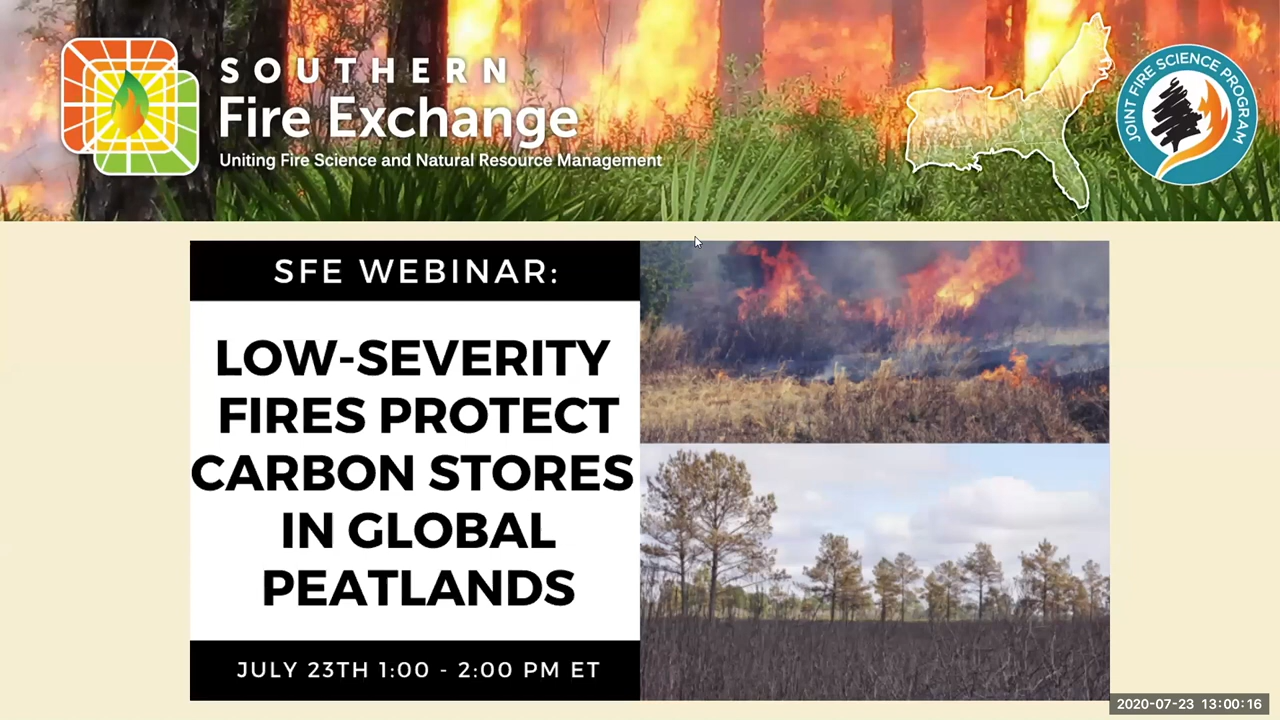 SOUTHERN
Fire Exchange
Uniting Fire Science and Natural Resource Management
JOINT FIRE SCIENCE PROGRAM
SFE WEBINAR:
LOW-SEVERITY
FIRES PROTECT
CARBON STORES
IN GLOBAL
PEATLANDS
JULY 23TH 1:00 - 2:00 PM ET
2020-07-23 13:00:16